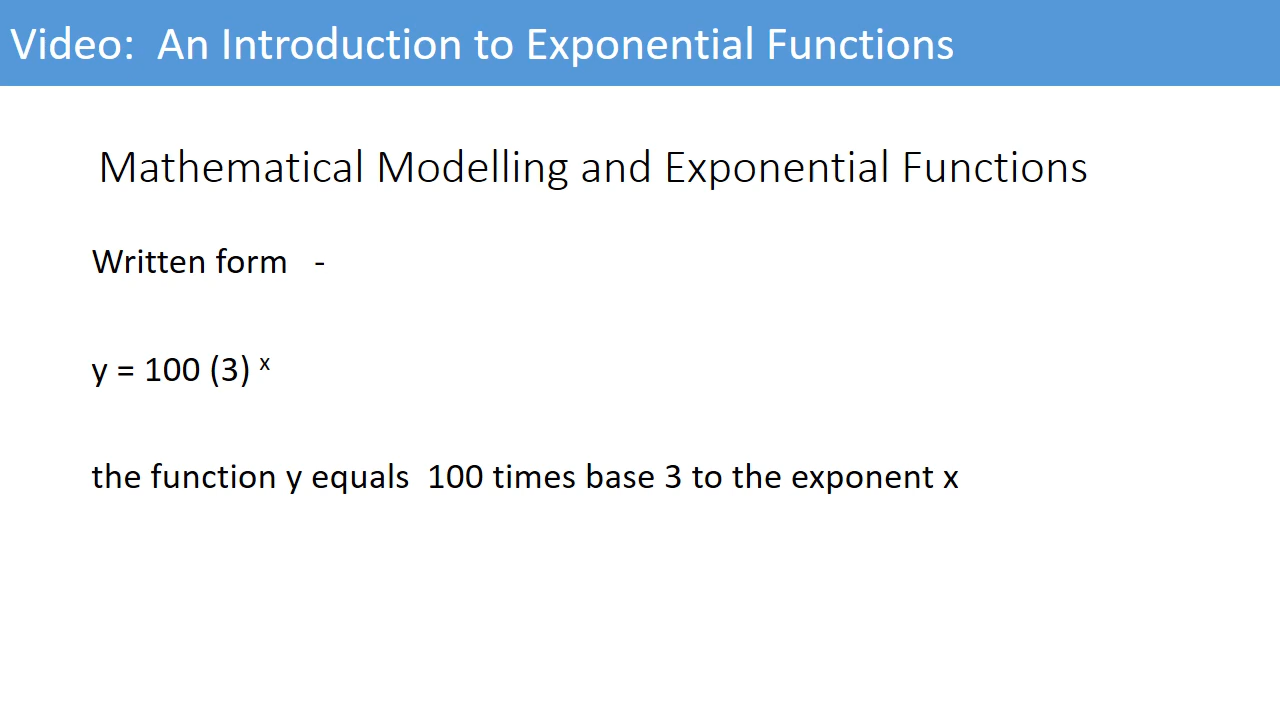 Video:  An Introduction to Exponential Functions
Mathematical Modelling and Exponential Functions
Written form   -
y = 100 (3) ˣ
the function y equals  100 times base 3 to the exponent x